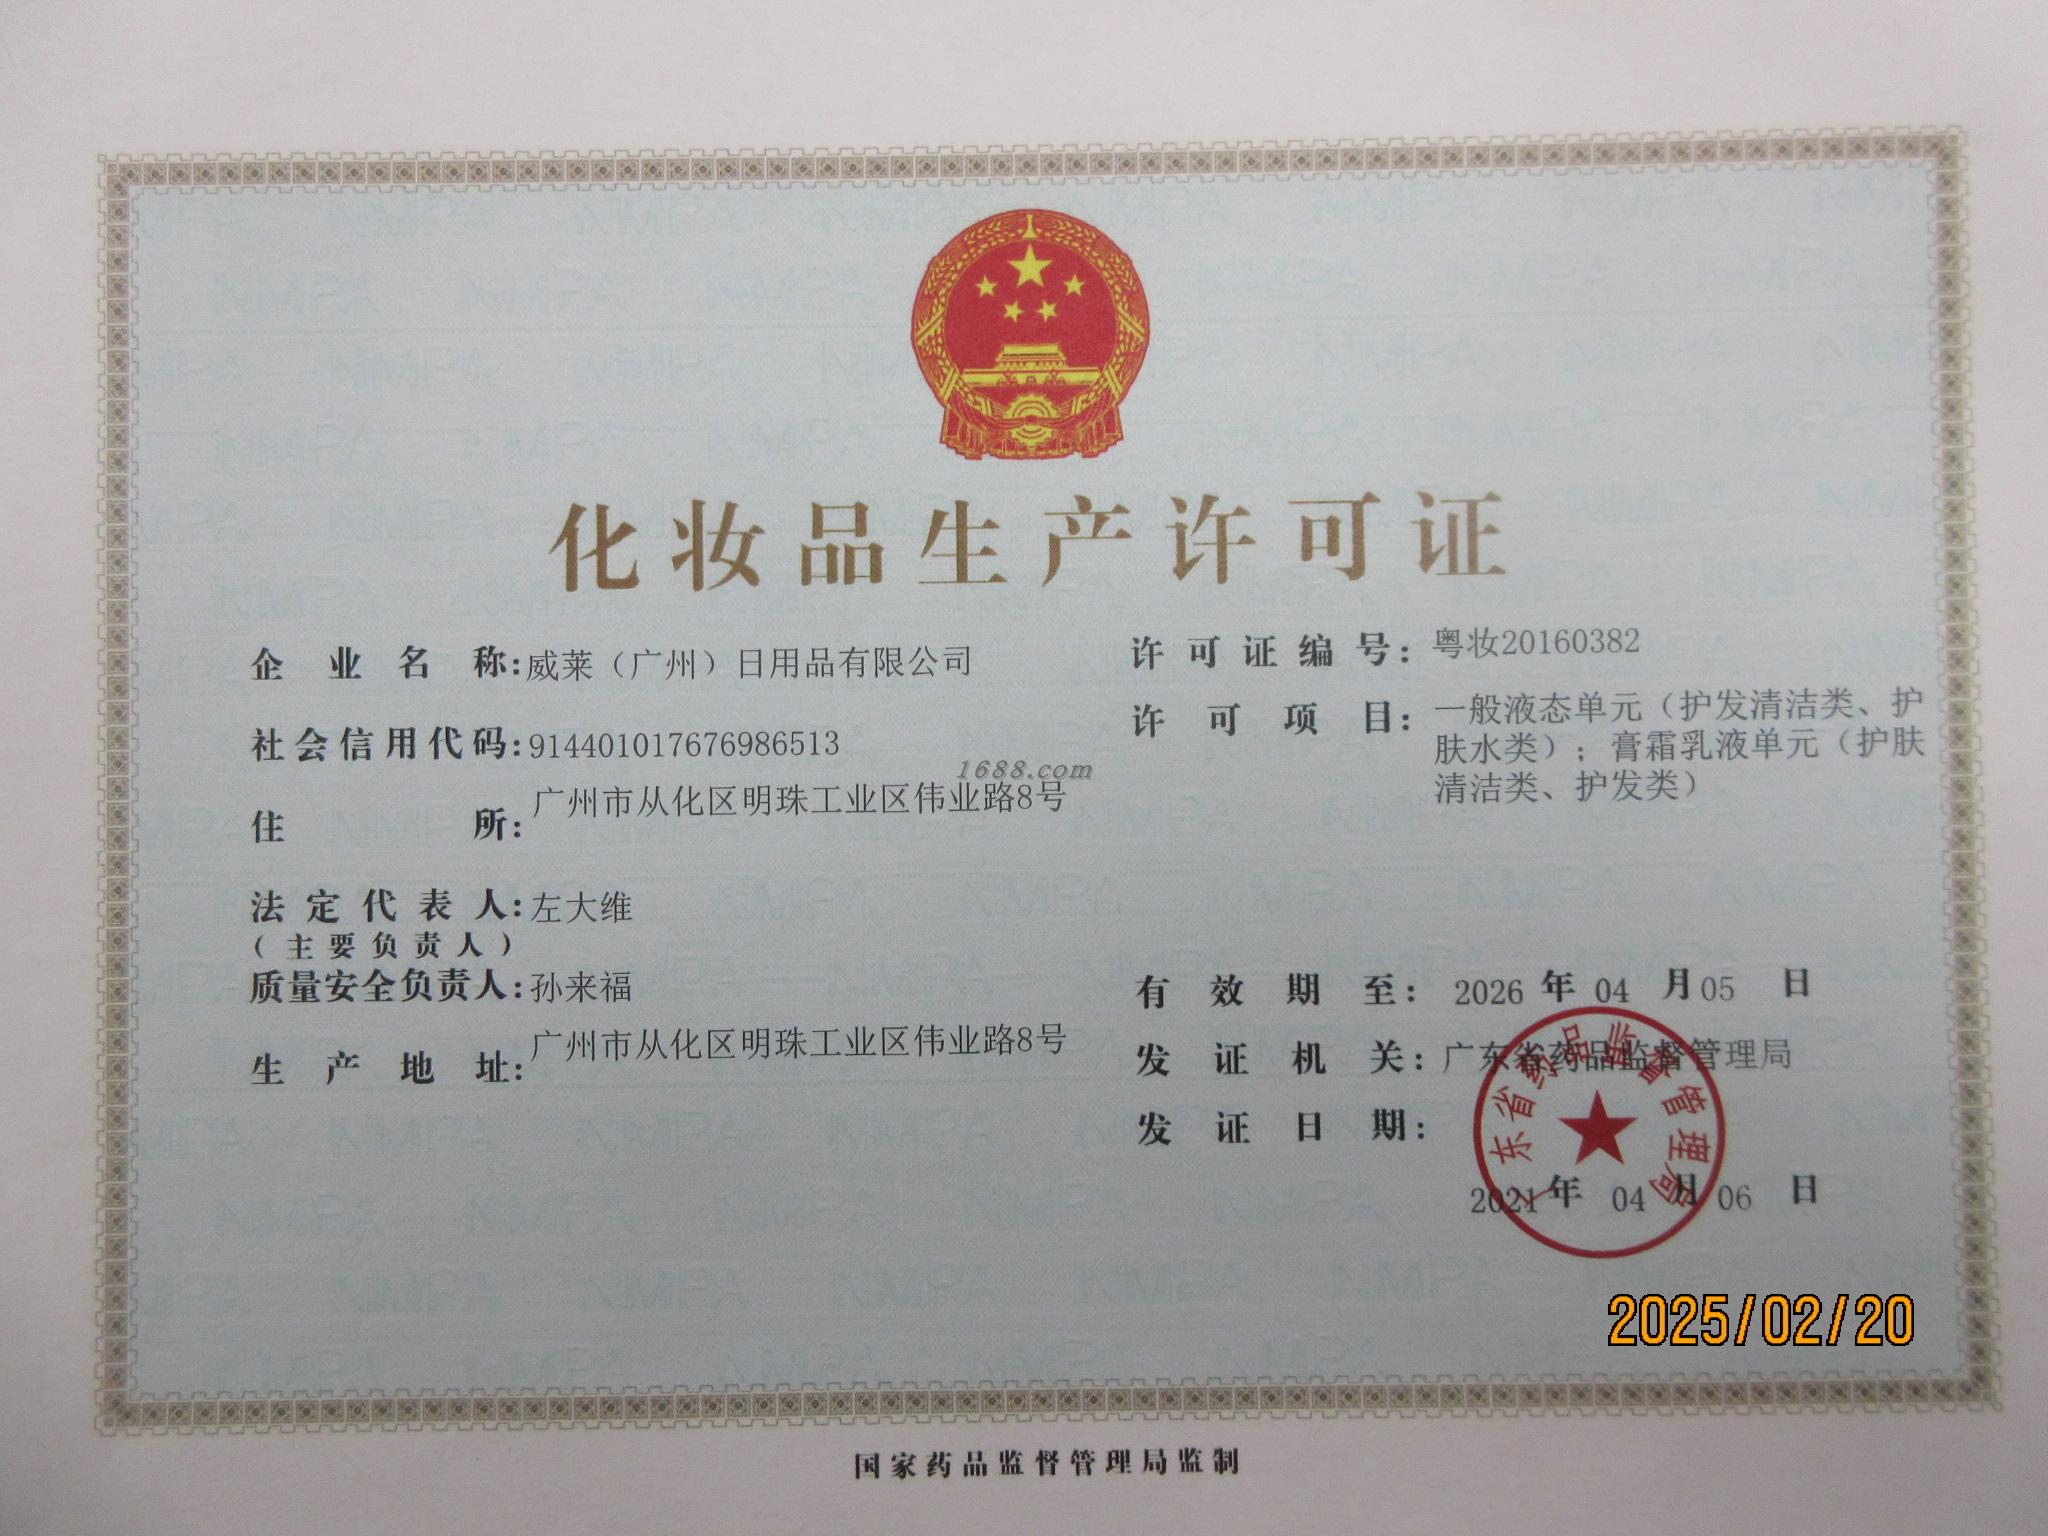 化妆品生产许可证
企业名称:威莱（广州）日用品有限公司
社会信用代码:914401017676986513
1688.com
住所:广州市从化区明珠工业区伟业路8号
法定代表人:左大维
（主要负责人）
质量安全负责人:孙来福
生产地址:广州市从化区明珠工业区伟业路8号
许可证编号:粤妆20160382
许可项目:一般液态单元（护发清洁类、护
肤水类）；膏霜乳液单元（护肤
清洁类、护发类）
有效期至:2026年04月05日
发证机关:广东省药品监督管理局
发证日期:
2021年04月06日
广东省药品监督管理局
2025/02/20
国家药品监督管理局监制